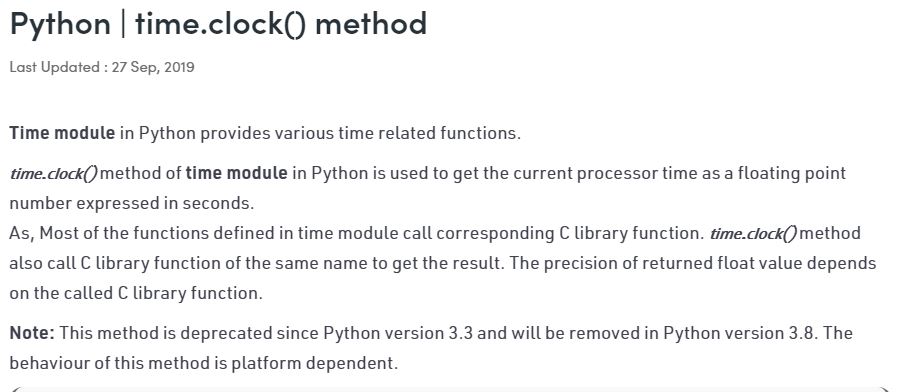 Python | time.clock() method
Last Updated : 27 Sep, 2019
Time module in Python provides various time related functions.
time.clock() method of time module in Python is used to get the current processor time as a floating point
number expressed in seconds.
As, Most of the functions defined in time module call corresponding C library function. time.clock() method
also call C library function of the same name to get the result. The precision of returned float value depends
on the called C library function.
Note: This method is deprecated since Python version 3.3 and will be removed in Python version 3.8. The
behaviour of this method is platform dependent.